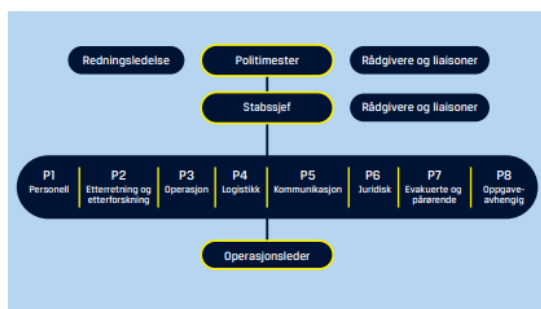 Redningsledelse
Politimester
Rådgivere og liaisoner
Stabssjef
Rådgivere og liaisoner
P1
Personell
P2
Etterretning og
etterforskning
P3
Operasjon
P4
Logistikk
P5
Kommunikasjon
P6
Juridisk
P7
Evakuerte og
pårørende
P8
Oppgave-
avhengig
Operasjonsleder